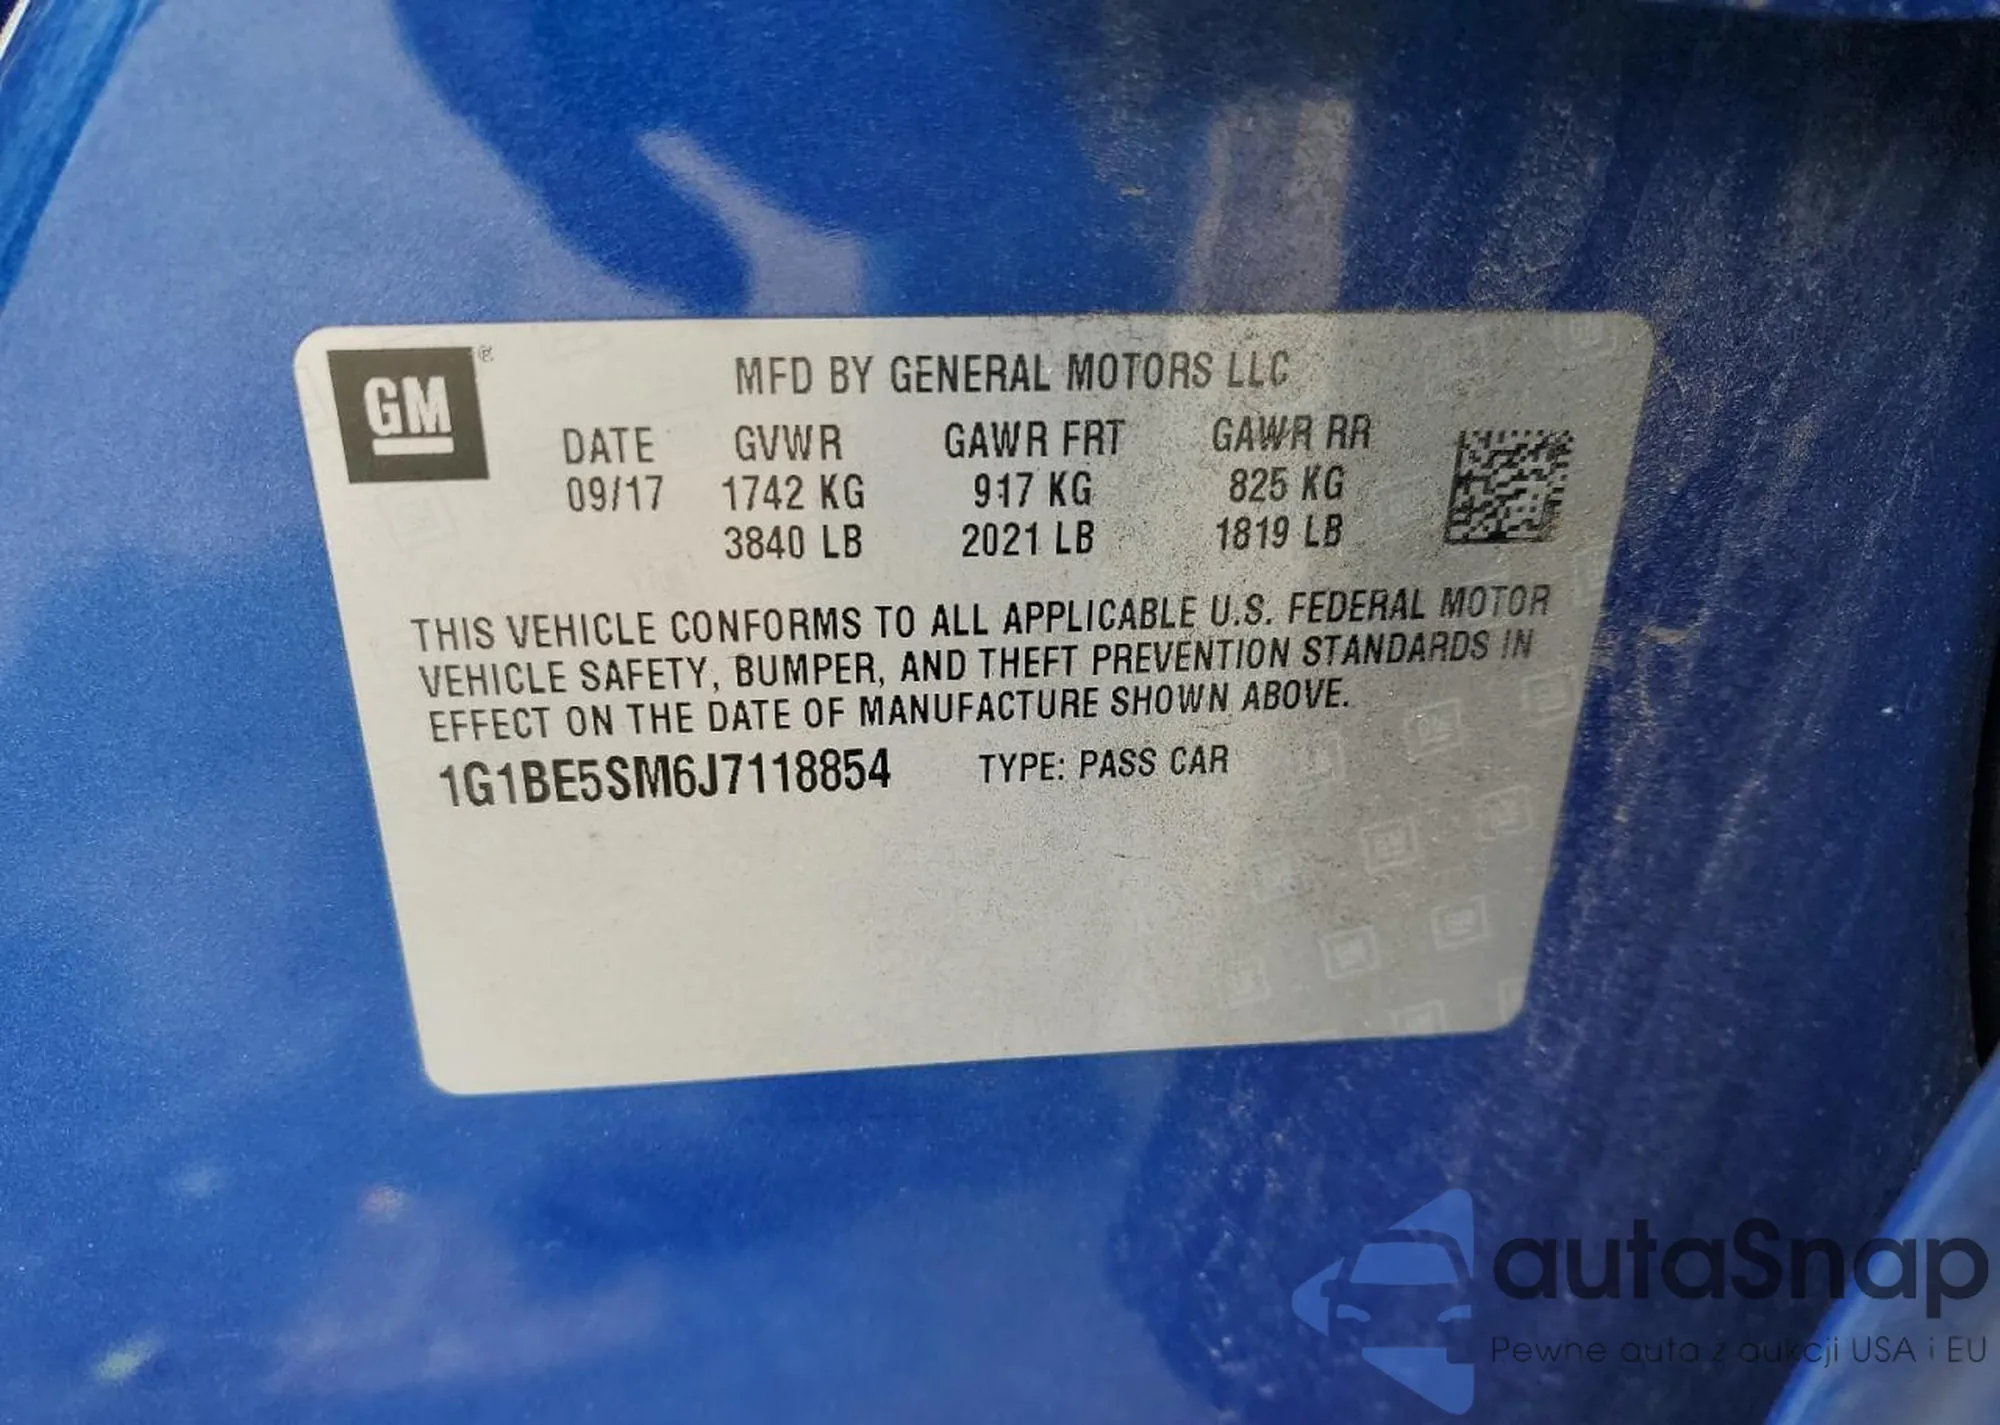 GM ®
MFD BY GENERAL MOTORS LLC
DATE GVWR GAWR FRT GAWR RR
09/17 1742 KG 917 KG 825 KG
3840 LB 2021 LB 1819 LB
THIS VEHICLE CONFORMS TO ALL APPLICABLE U.S. FEDERAL MOTOR
VEHICLE SAFETY, BUMPER, AND THEFT PREVENTION STANDARDS IN
EFFECT ON THE DATE OF MANUFACTURE SHOWN ABOVE.
1G1BE5SM6J7118854 TYPE: PASS CAR
autaSnap
Pewne auta z aukcji USA i EU